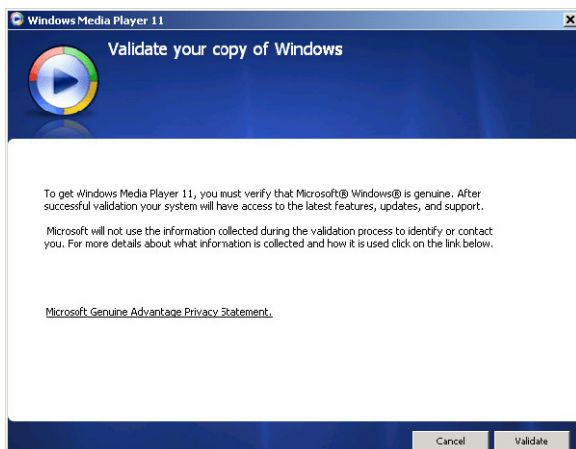 Windows Media Player 11
Validate your copy of Windows
To get Windows Media Player 11, you must verify that Microsoft® Windows® is genuine. After
successful validation your system will have access to the latest features, updates, and support.
Microsoft will not use the information collected during the validation process to identify or contact
you. For more details about what information is collected and how it is used click on the link below.
Microsoft Genuine Advantage Privacy Statement.
Cancel Validate